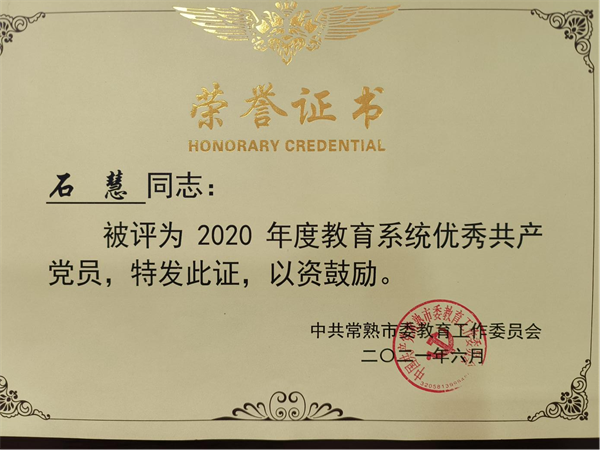 荣誉证书
HONORARY CREDENTIAL
石 慧 同志：
被评为 2020 年度教育系统优秀共产
党员，特发此证，以资鼓励。
中共常熟市委教育工作委员会
二〇二一年六月